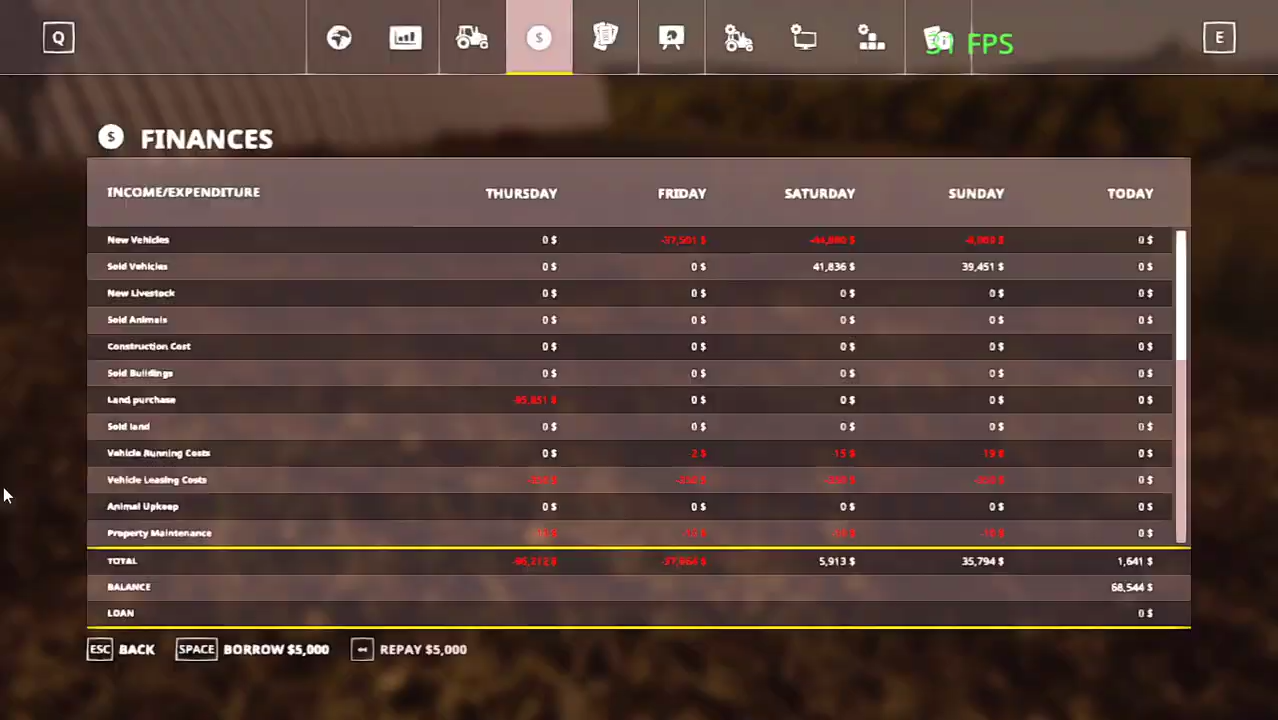 Q
FPS
E
$ FINANCES
INCOME/EXPENDITURE THURSDAY FRIDAY SATURDAY SUNDAY TODAY
New Vehicles 0 $ -37,501 $ 0 $
Sold Vehicles 0 $ 0 $ 41,836 $ 39,451 $ 0 $
New Livestock 0 $ 0 $ 0 $ 0 $ 0 $
Sold Animals 0 $ 0 $ 0 $ 0 $ 0 $
Construction Cost 0 $ 0 $ 0 $ 0 $ 0 $
Sold Buildings 0 $ 0 $ 0 $ 0 $ 0 $
Land purchase 0 $ 0 $ 0 $ 0 $
Sold land 0 $ 0 $ 0 $ 0 $ 0 $
Vehicle Running Costs 0 $ -2 $ -15 $ -19 $ 0 $
Vehicle Leasing Costs 0 $
Animal Upkeep 0 $ 0 $ 0 $ 0 $ 0 $
Property Maintenance 0 $
TOTAL 5,913 $ 35,794 $ 1,641 $
BALANCE 68,544 $
LOAN 0 $
ESC BACK SPACE BORROW $5,000 REPAY $5,000